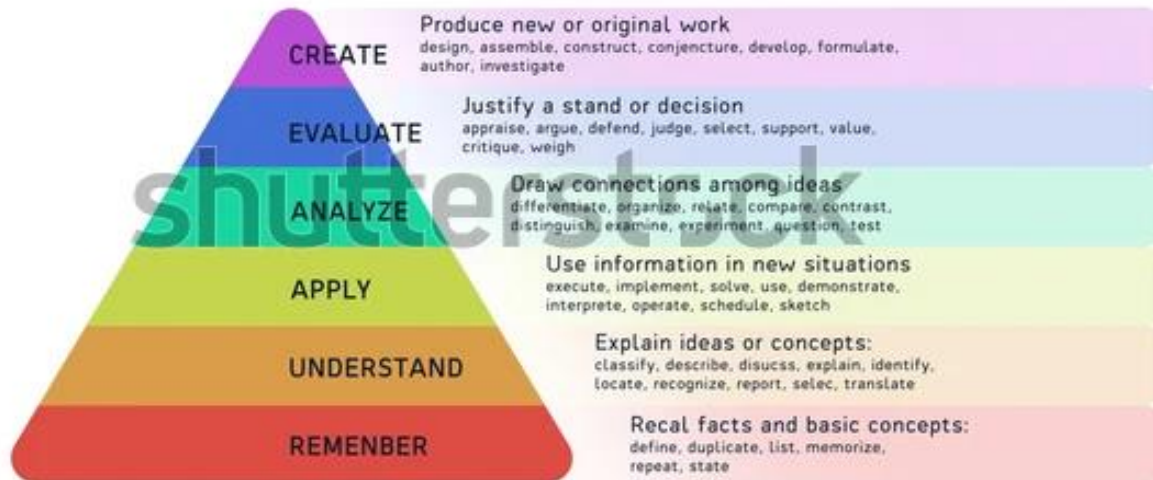 CREATE
Produce new or original work
design, assemble, construct, conjencture, develop, formulate,
author, investigate
EVALUATE
Justify a stand or decision
appraise, argue, defend, judge, select, support, value,
critique, weigh
shutterstock
ANALYZE
Draw connections among ideas
differentiate, organize, relate, compare, contrast,
distinguish, examine, experiment, question, test
APPLY
Use information in new situations
execute, implement, solve, use, demonstrate,
interprete, operate, schedule, sketch
UNDERSTAND
Explain ideas or concepts:
classify, describe, disucss, explain, identify,
locate, recognize, report, selec, translate
REMENBER
Recal facts and basic concepts:
define, duplicate, list, memorize,
repeat, state